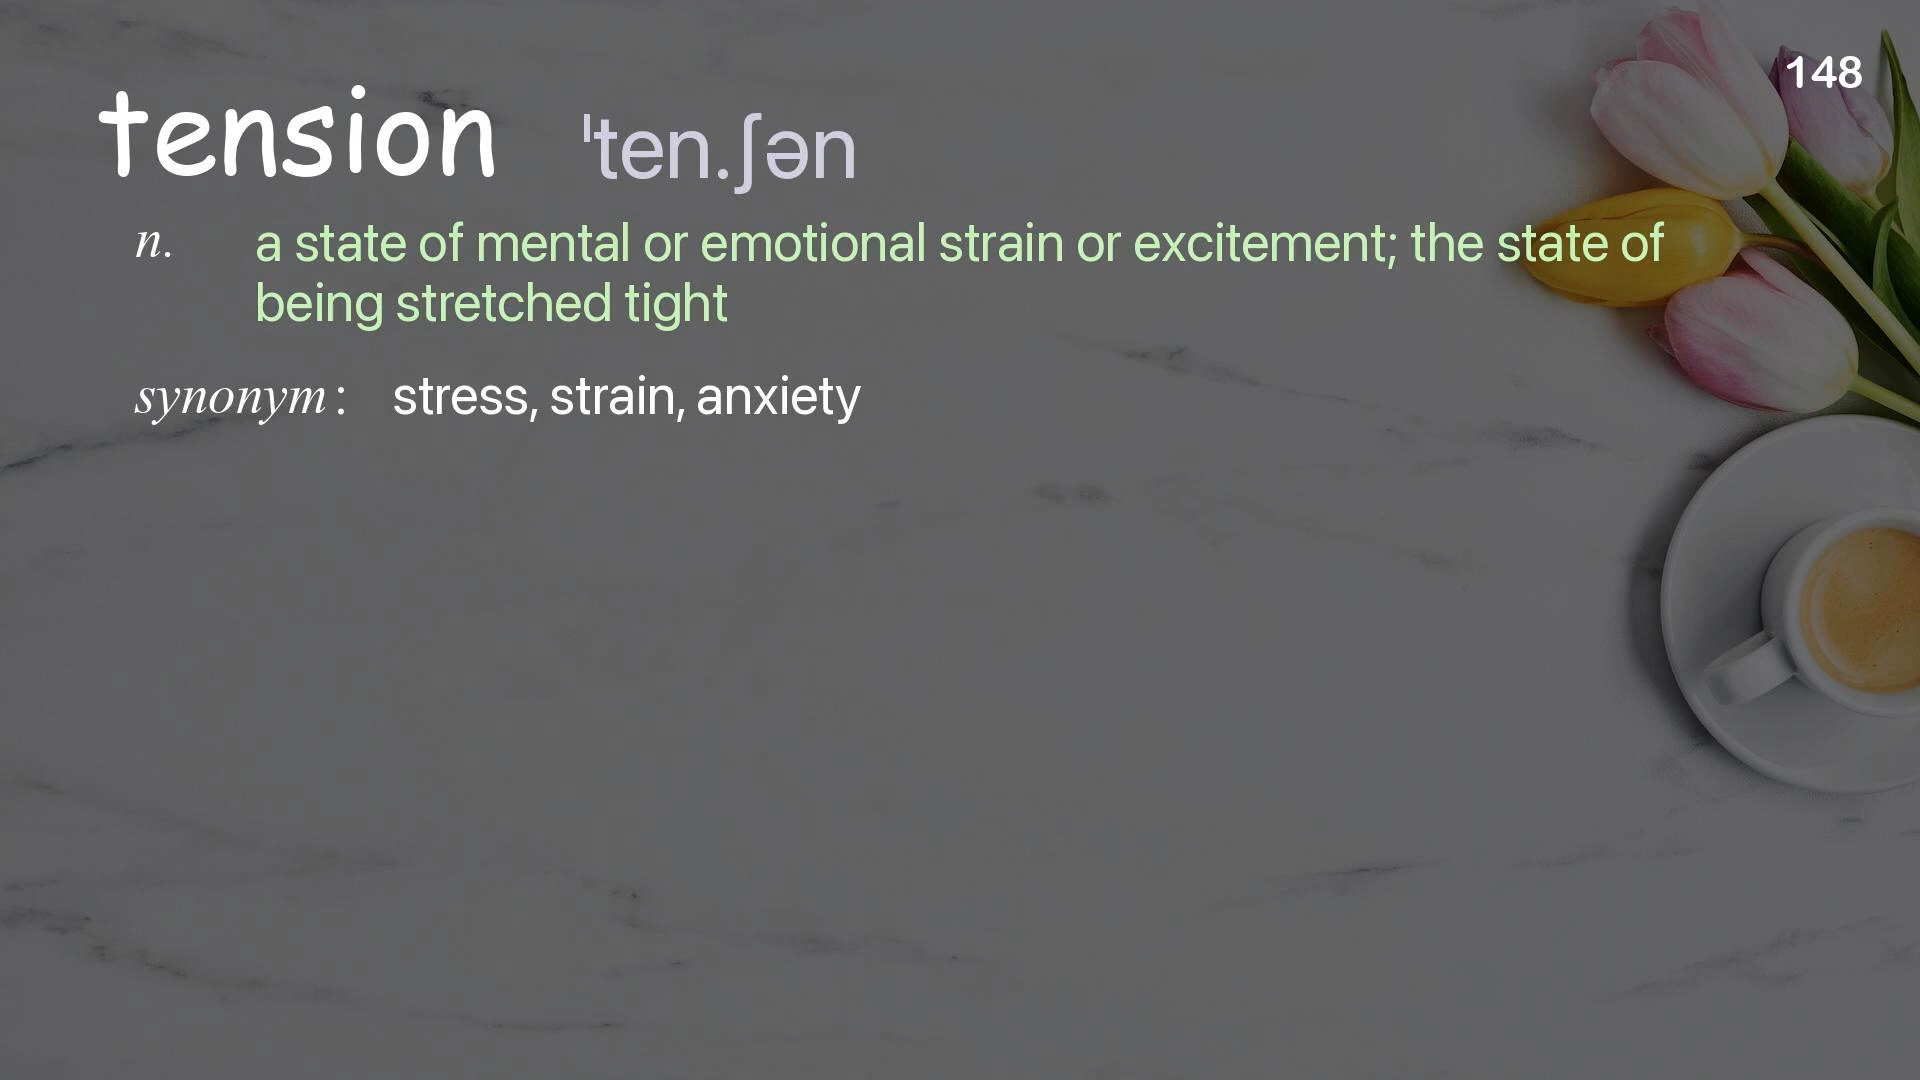 148
tension ˈten.ʃən
n. a state of mental or emotional strain or excitement; the state of
being stretched tight
synonym: stress, strain, anxiety